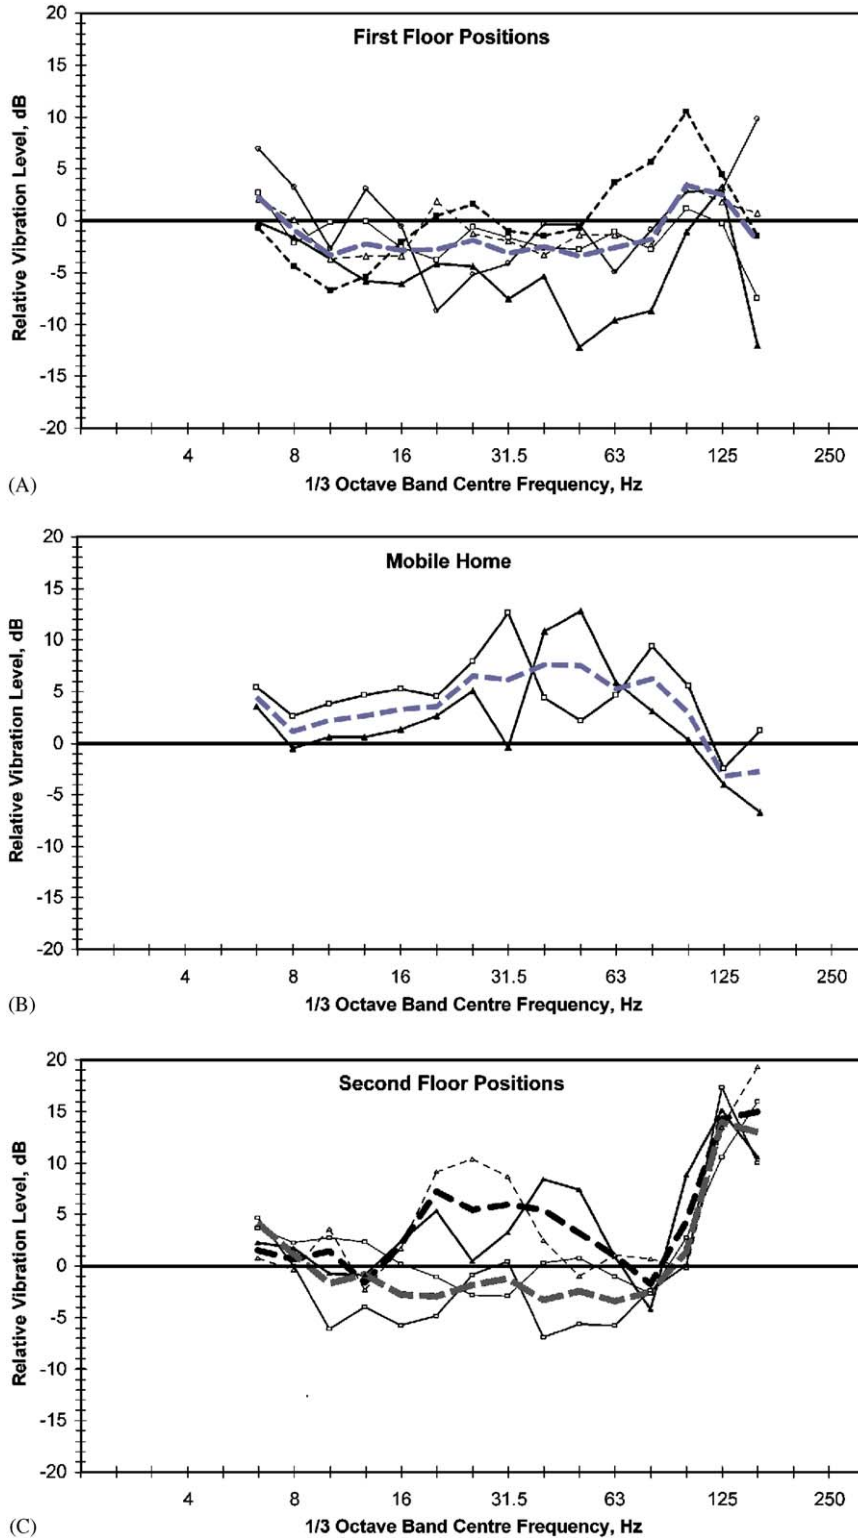 20
First Floor Positions
15
10
5
0
-5
-10
-15
-20
Relative Vibration Level, dB
4 8 16 31.5 63 125 250
(A) 1/3 Octave Band Centre Frequency, Hz
20
Mobile Home
15
10
5
0
-5
-10
-15
-20
Relative Vibration Level, dB
4 8 16 31.5 63 125 250
(B) 1/3 Octave Band Centre Frequency, Hz
20
Second Floor Positions
15
10
5
0
-5
-10
-15
-20
Relative Vibration Level, dB
4 8 16 31.5 63 125 250
(C) 1/3 Octave Band Centre Frequency, Hz